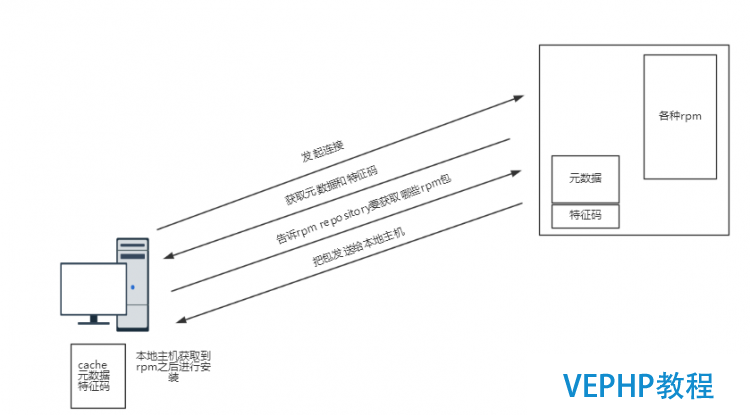 各种rpm
发起连接
获取元数据和特征码
元数据
告诉rpm repository要获取哪些rpm包
特征码
把包发送给本地主机
cache
元数据
特征码
本地主机获取到
rpm之后进行安
装
VEPHP教程